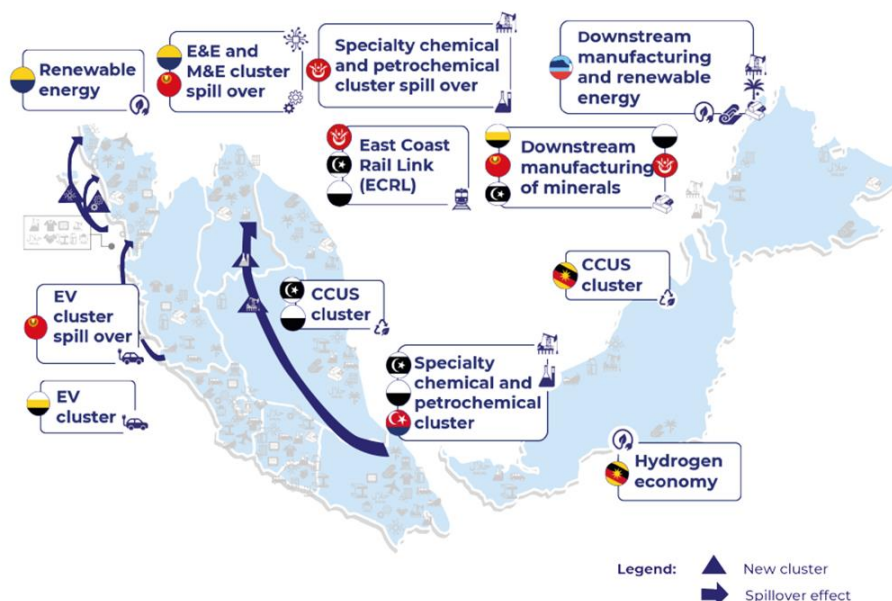 Renewable
energy
E&E and
M&E cluster
spill over
Specialty chemical
and petrochemical
cluster spill over
Downstream
manufacturing
and renewable
energy
East Coast
Rail Link
(ECRL)
Downstream
manufacturing
of minerals
EV
cluster
spill over
CCUS
cluster
CCUS
cluster
EV
cluster
Specialty
chemical and
petrochemical
cluster
Hydrogen
economy
Legend:
New cluster
Spillover effect